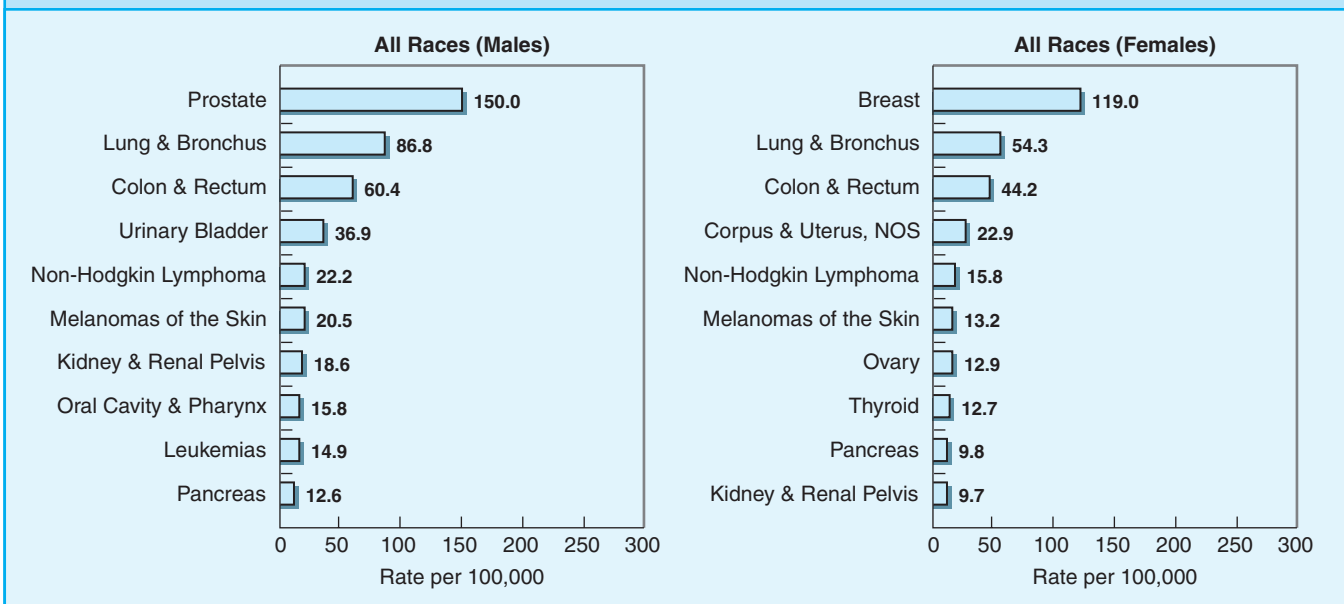 All Races (Males)
Prostate 150.0
Lung & Bronchus 86.8
Colon & Rectum 60.4
Urinary Bladder 36.9
Non-Hodgkin Lymphoma 22.2
Melanomas of the Skin 20.5
Kidney & Renal Pelvis 18.6
Oral Cavity & Pharynx 15.8
Leukemias 14.9
Pancreas 12.6
0 50 100 150 200 250 300
Rate per 100,000
All Races (Females)
Breast 119.0
Lung & Bronchus 54.3
Colon & Rectum 44.2
Corpus & Uterus, NOS 22.9
Non-Hodgkin Lymphoma 15.8
Melanomas of the Skin 13.2
Ovary 12.9
Thyroid 12.7
Pancreas 9.8
Kidney & Renal Pelvis 9.7
0 50 100 150 200 250 300
Rate per 100,000